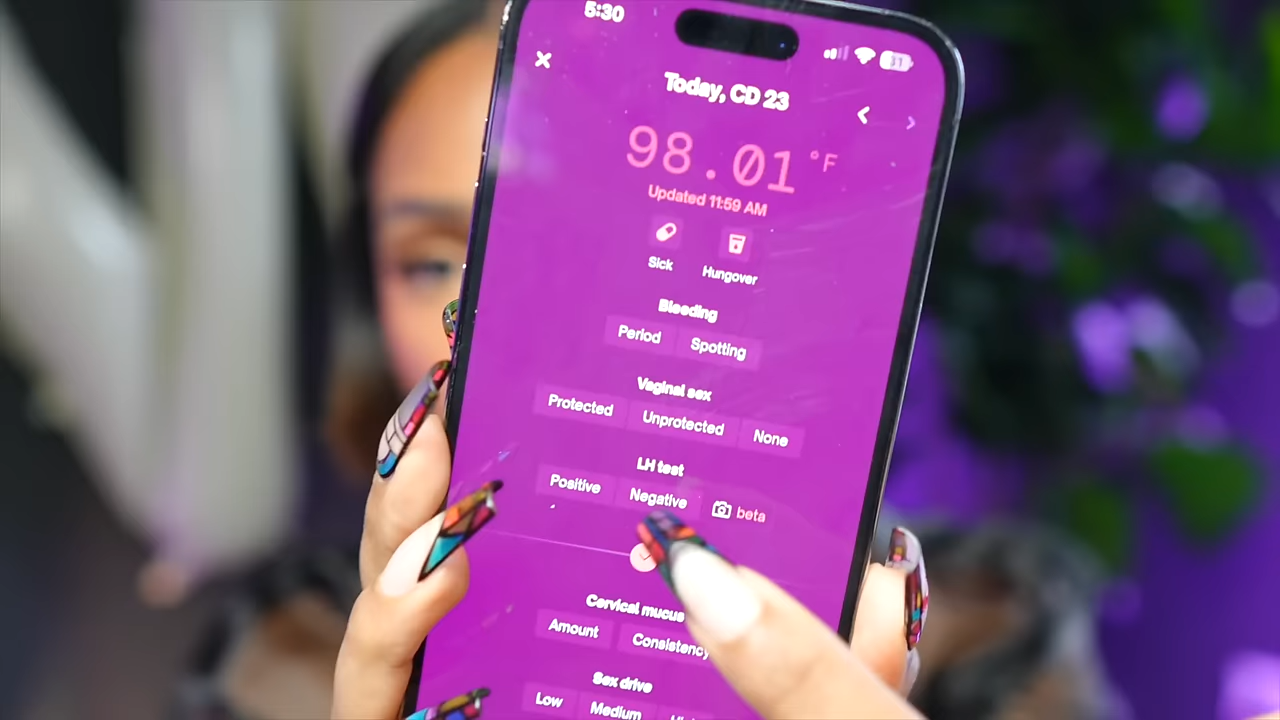 5:30
31
Today, CD 23
98.01 °F
Updated 11:59 AM
Sick Hungover
Bleeding
Period Spotting
Vaginal sex
Protected Unprotected None
LH test
Positive Negative beta
Cervical mucus
Amount Consistency
Sex drive
Low Medium